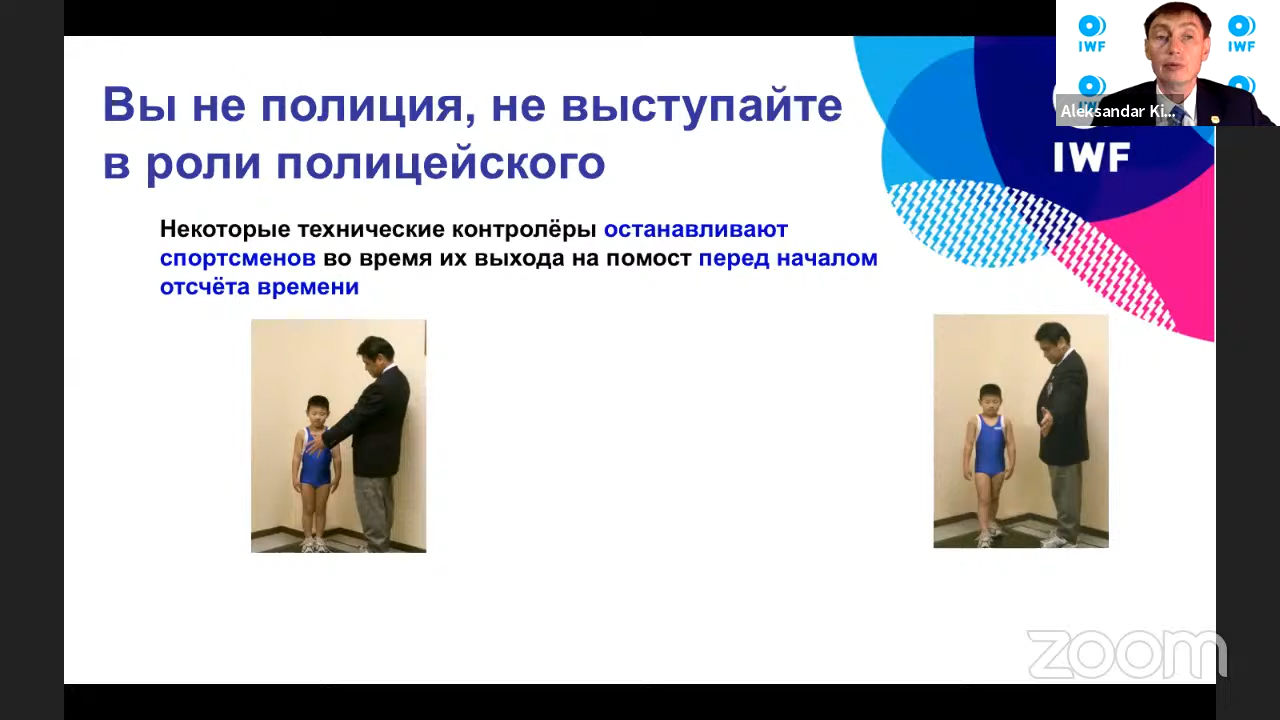 IWF
IWF
IWF
Aleksandar Ki...
IWF
Вы не полиция, не выступайте
в роли полицейского
Некоторые технические контролёры останавливают
спортсменов во время их выхода на помост перед началом
отсчёта времени
zoom